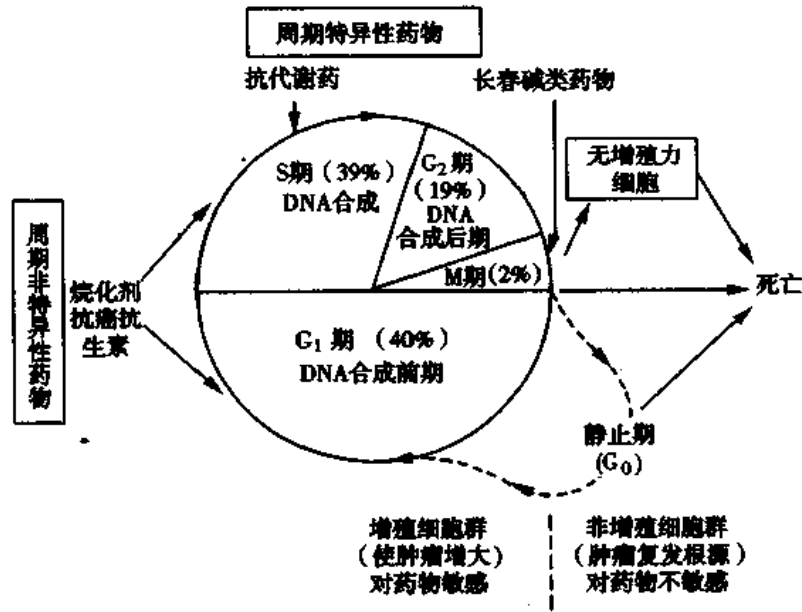 周期特异性药物
抗代谢药
长春碱类药物
S期（39%）
DNA合成
G₂期
（19%）
DNA
合成后期
M期(2%)
无增殖力
细胞
死亡
周期非特异性药物
烷化剂
抗癌抗
生素
G₁期 （40%）
DNA合成前期
静止期
(G₀)
增殖细胞群
（使肿瘤增大）
对药物敏感
非增殖细胞群
（肿瘤复发根源）
对药物不敏感